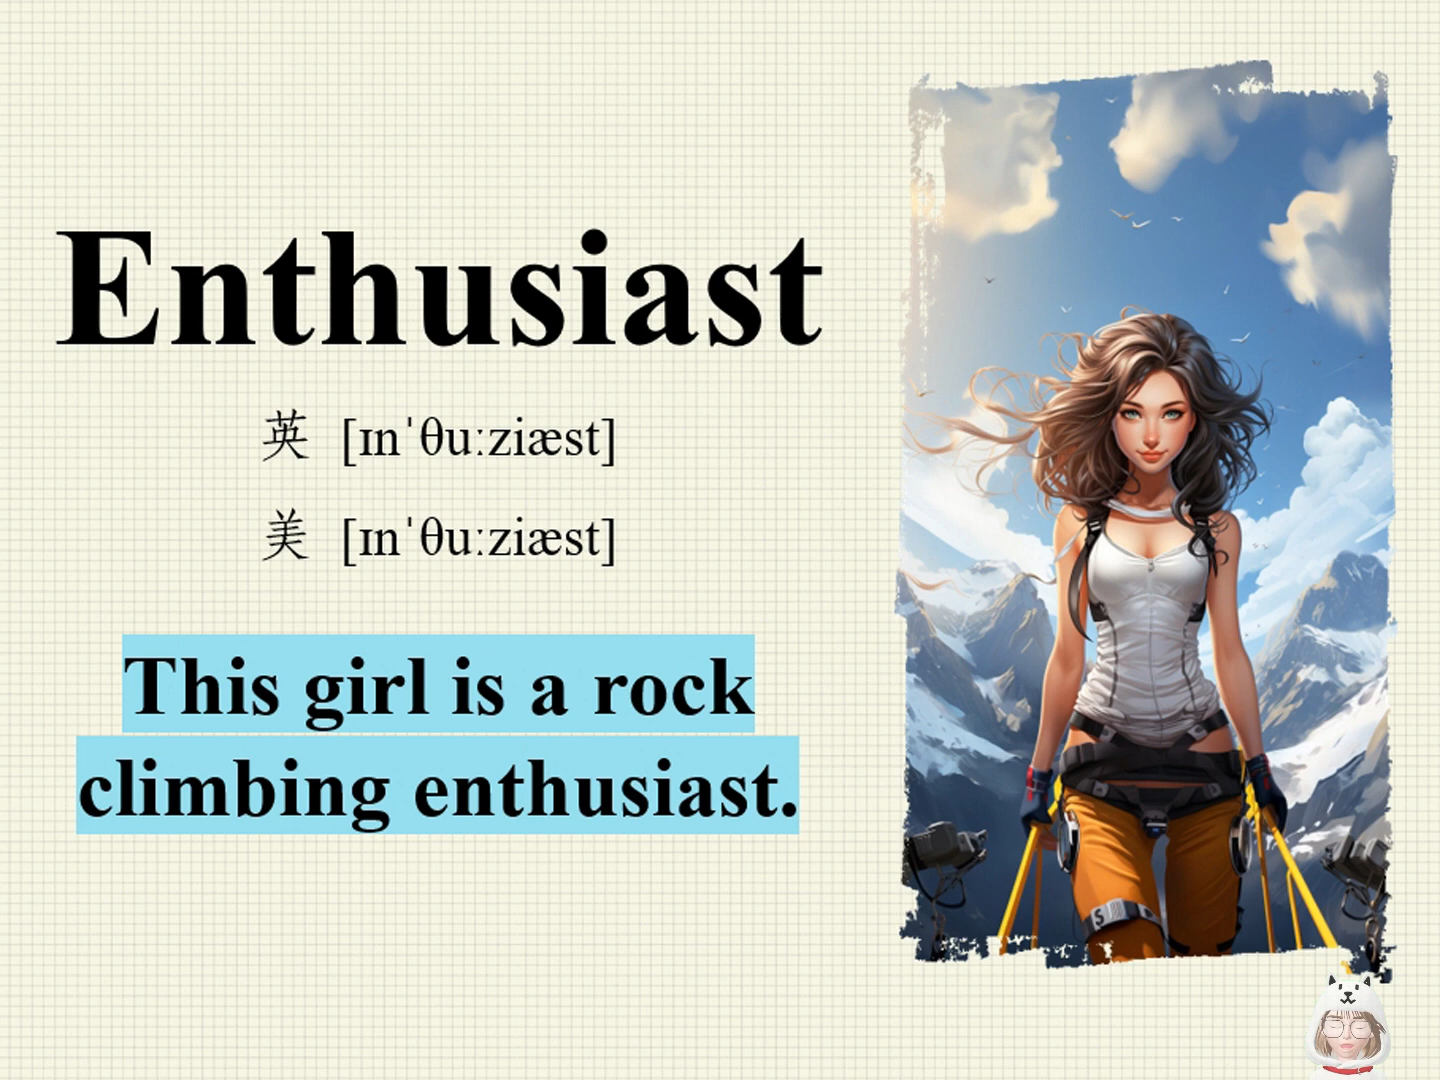 Enthusiast
英 [ɪnˈθuːziæst]
美 [ɪnˈθuːziæst]
This girl is a rock
climbing enthusiast.
S